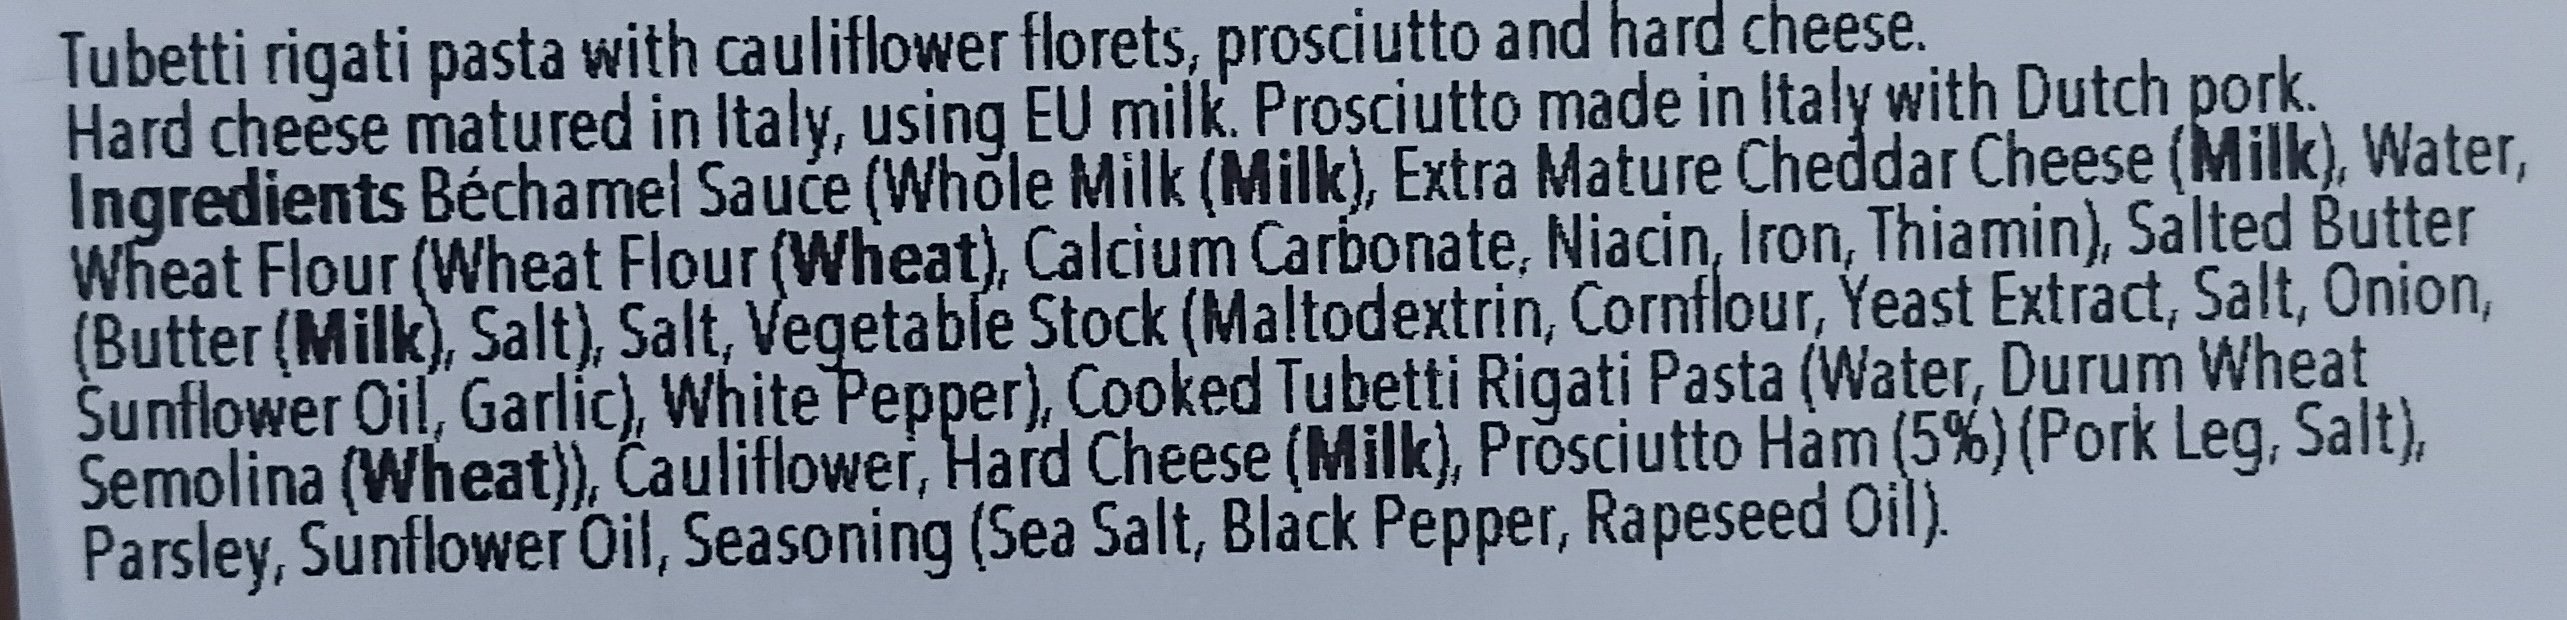 Tubetti rigati pasta with cauliflower florets, prosciutto and hard cheese.
Hard cheese matured in Italy, using EU milk. Prosciutto made in Italy with Dutch pork.
Ingredients Béchamel Sauce (Whole Milk (Milk), Extra Mature Cheddar Cheese (Milk), Water,
Wheat Flour (Wheat Flour (Wheat), Calcium Carbonate, Niacin, Iron, Thiamin), Salted Butter
(Butter (Milk), Salt), Salt, Vegetable Stock (Maltodextrin, Cornflour, Yeast Extract, Salt, Onion,
Sunflower Oil, Garlic), White Pepper), Cooked Tubetti Rigati Pasta (Water, Durum Wheat
Semolina (Wheat)), Cauliflower, Hard Cheese (Milk), Prosciutto Ham (5%) (Pork Leg, Salt),
Parsley, Sunflower Oil, Seasoning (Sea Salt, Black Pepper, Rapeseed Oil).